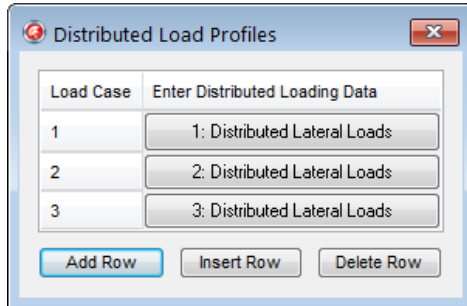 Distributed Load Profiles
Load Case Enter Distributed Loading Data
1 1: Distributed Lateral Loads
2 2: Distributed Lateral Loads
3 3: Distributed Lateral Loads
Add Row Insert Row Delete Row